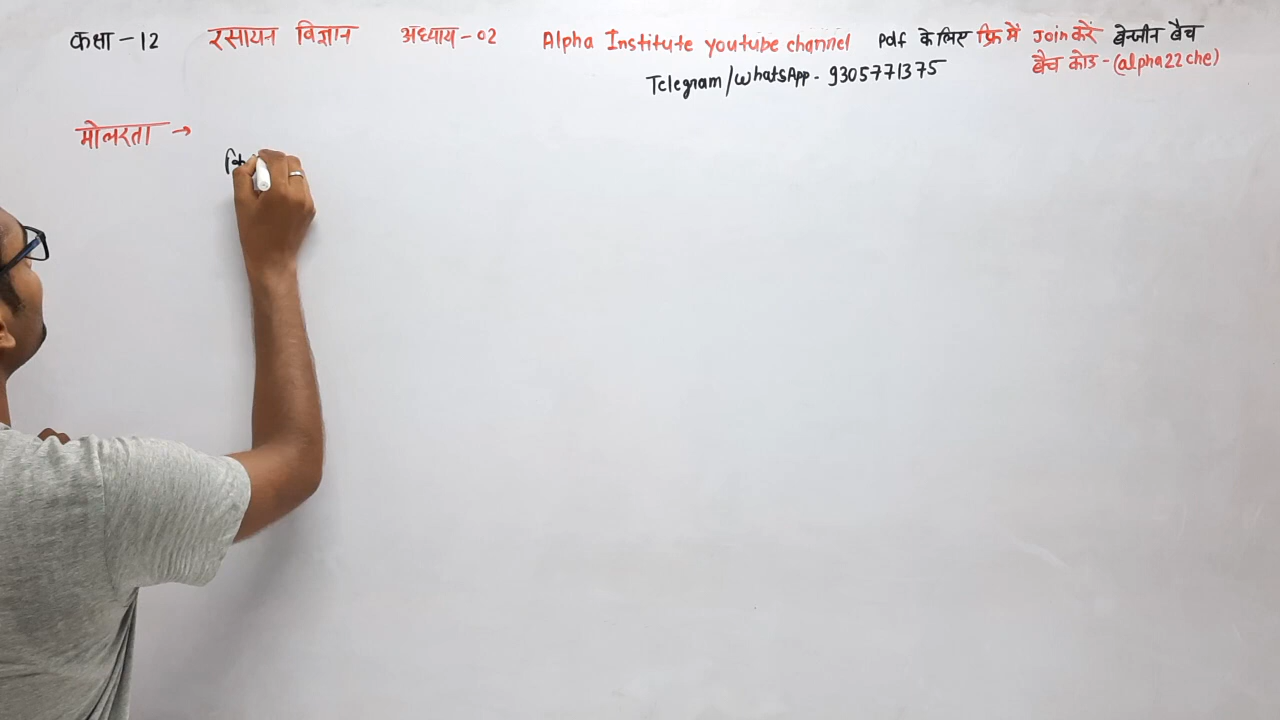 कक्षा - 12 रसायन विज्ञान अध्याय - 02 Alpha Institute youtube channel Pdf के लिए फ्रि में Join करें बेन्जीन बैच
Telegram/WhatsApp - 9305771375 बैच कोड - (alpha22che)
मोलरता →